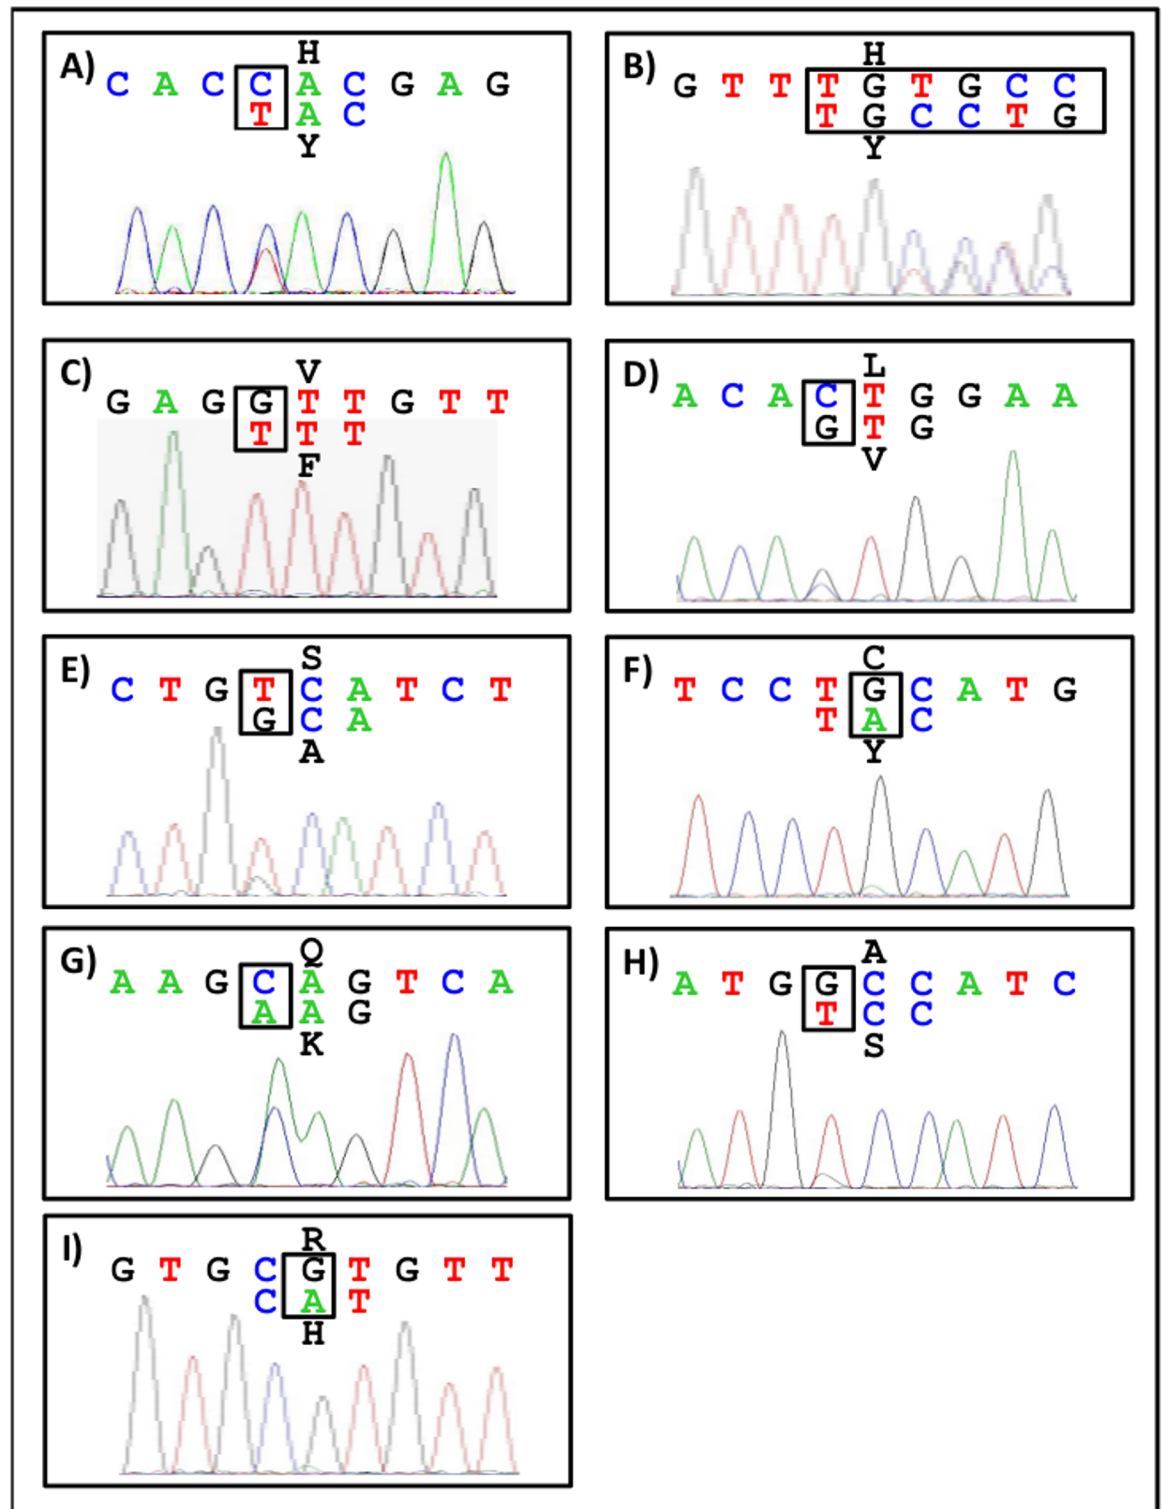 A)
H
C A C C A C G A G
T A C
Y
B)
H
G T T T G T G C C
T G C C T G
Y
C)
V
G A G G T T G T T
T T T
F
D)
L
A C A C T G G A A
G T G
V
E)
S
C T G T C A T C T
G C A
A
F)
C
T C C T G C A T G
T A C
Y
G)
Q
A A G C A G T C A
A A G
K
H)
A
A T G G C C A T C
T C C
S
I)
R
G T G C G T G T T
C A T
H